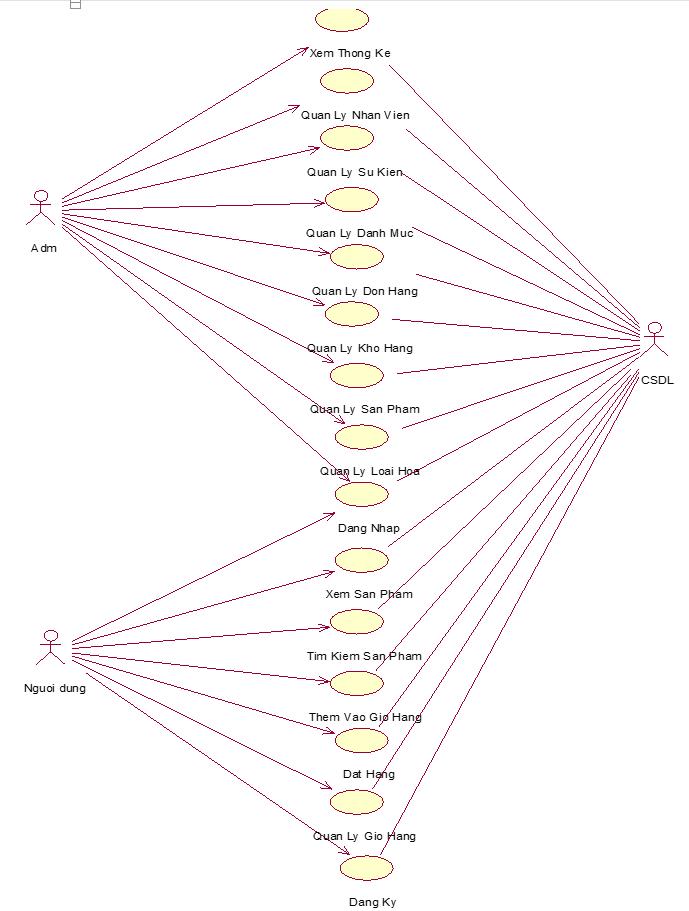 Xem Thong Ke
Quan Ly Nhan Vien
Quan Ly Su Kien
Quan Ly Danh Muc
Adm
Quan Ly Don Hang
Quan Ly Kho Hang
CSDL
Quan Ly San Pham
Quan Ly Loai Hoa
Dang Nhap
Xem San Pham
Tim Kiem San Pham
Nguoi dung
Them Vao Gio Hang
Dat Hang
Quan Ly Gio Hang
Dang Ky